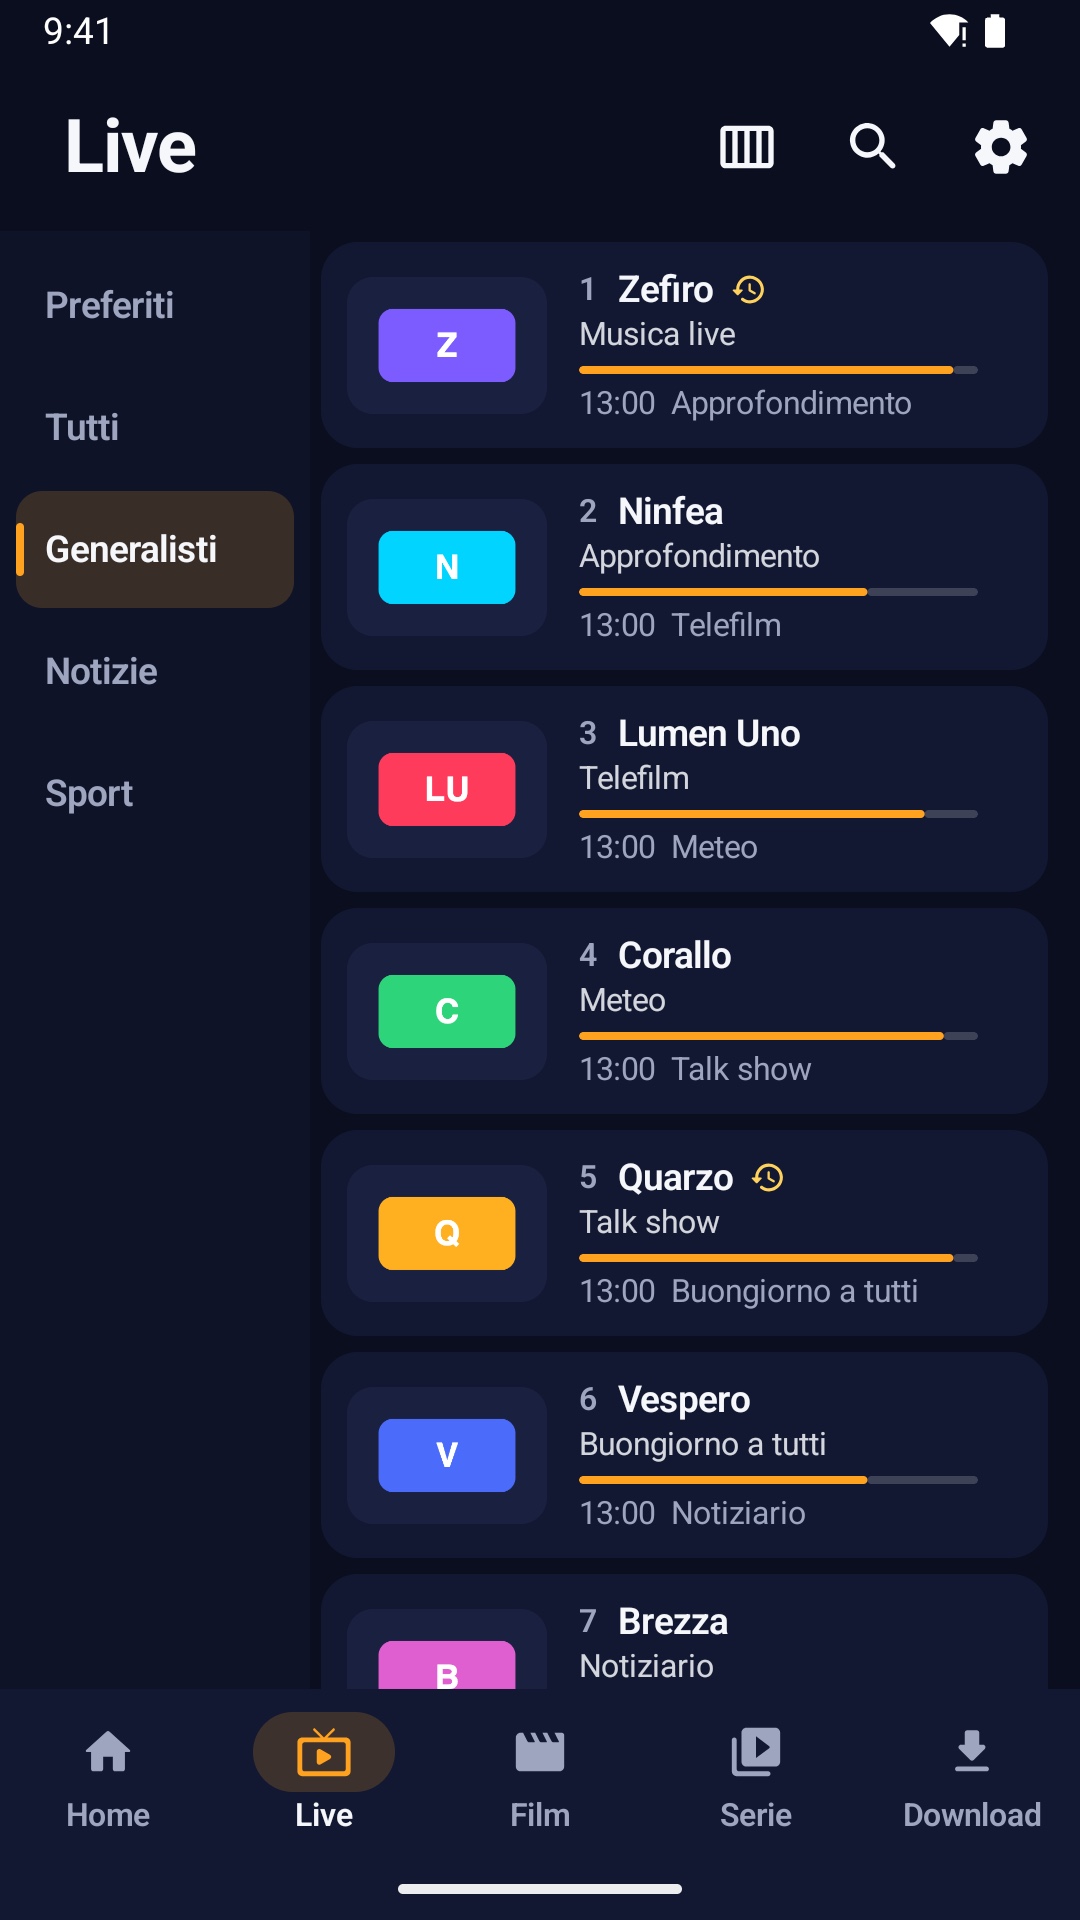 9:41
Live
Preferiti
Tutti
Generalisti
Notizie
Sport
Z
1 Zefiro
Musica live
13:00 Approfondimento
N
2 Ninfea
Approfondimento
13:00 Telefilm
LU
3 Lumen Uno
Telefilm
13:00 Meteo
C
4 Corallo
Meteo
13:00 Talk show
Q
5 Quarzo
Talk show
13:00 Buongiorno a tutti
V
6 Vespero
Buongiorno a tutti
13:00 Notiziario
B
7 Brezza
Notiziario
Home
Live
Film
Serie
Download